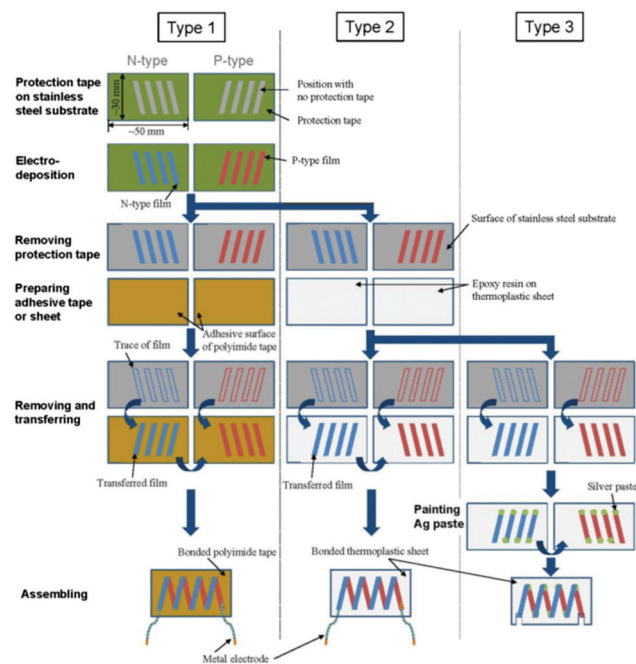 Type 1
Type 2
Type 3
N-type
P-type
Protection tape
on stainless
steel substrate
~30 mm
~50 mm
Position with
no protection tape
Protection tape
Electro-
deposition
P-type film
N-type film
Removing
protection tape
Surface of stainless steel substrate
Preparing
adhesive tape
or sheet
Epoxy resin on
thermoplastic sheet
Adhesive surface
of polyimide tape
Trace of film
Removing and
transferring
Transferred film
Transferred film
Silver paste
Painting
Ag paste
Bonded polyimide tape
Bonded thermoplastic sheet
Assembling
Metal electrode